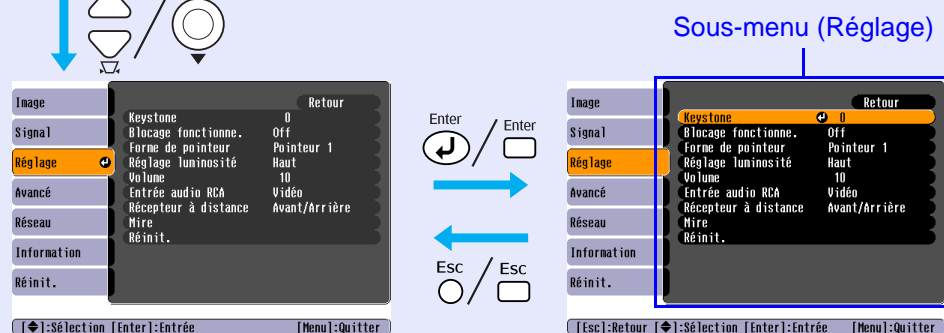 Sous-menu (Réglage)
Image
Signal
Réglage
Avancé
Réseau
Information
Réinit.
Retour
Keystone 0
Blocage fonctionne. Off
Forme de pointeur Pointeur 1
Réglage luminosité Haut
Volume 10
Entrée audio RCA Vidéo
Récepteur à distance Avant/Arrière
Mire
Réinit.
[ ]:Sélection [Enter]:Entrée [Menu]:Quitter
Enter
Enter
Esc
Esc
Image
Signal
Réglage
Avancé
Réseau
Information
Réinit.
Retour
Keystone 0
Blocage fonctionne. Off
Forme de pointeur Pointeur 1
Réglage luminosité Haut
Volume 10
Entrée audio RCA Vidéo
Récepteur à distance Avant/Arrière
Mire
Réinit.
[Esc]:Retour [ ]:Sélection [Enter]:Entrée [Menu]:Quitter